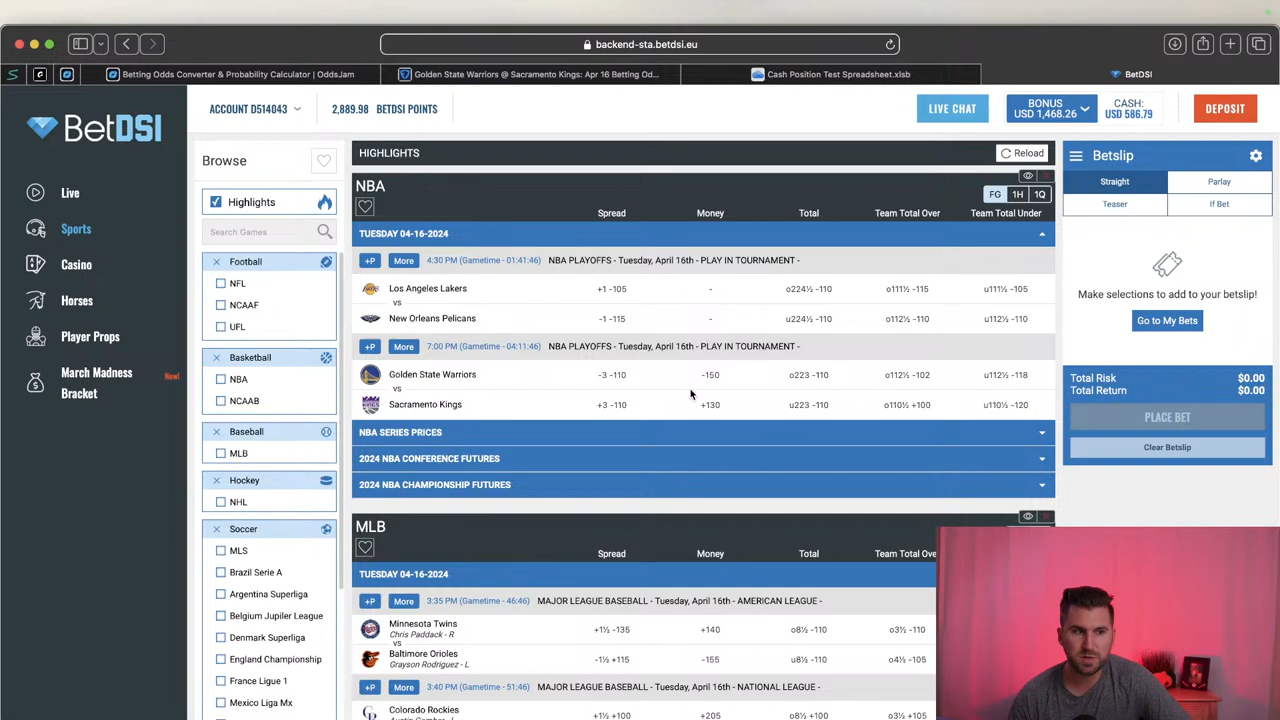 backend-sta.betdsi.eu
Betting Odds Converter & Probability Calculator | OddsJam
Golden State Warriors @ Sacramento Kings: Apr 16 Betting Od...
Cash Position Test Spreadsheet.xlsb
BetDSI
BetDSI
ACCOUNT D514043
2,889.98 BETDSI POINTS
LIVE CHAT
BONUS
USD 1,468.26
CASH:
USD 586.79
DEPOSIT
Live
Sports
Casino
Horses
Player Props
March Madness
Bracket
New!
Browse
Highlights
Search Games
Football
NFL
NCAAF
UFL
Basketball
NBA
NCAAB
Baseball
MLB
Hockey
NHL
Soccer
MLS
Brazil Serie A
Argentina Superliga
Belgium Jupiler League
Denmark Superliga
England Championship
France Ligue 1
Mexico Liga Mx
HIGHLIGHTS
Reload
NBA
FG 1H 1Q
Spread Money Total Team Total Over Team Total Under
TUESDAY 04-16-2024
+P More 4:30 PM (Gametime - 01:41:46) NBA PLAYOFFS - Tuesday, April 16th - PLAY IN TOURNAMENT -
Los Angeles Lakers +1 -105 - o224½ -110 o111½ -115 u111½ -105
vs
New Orleans Pelicans -1 -115 - u224½ -110 o112½ -110 u112½ -110
+P More 7:00 PM (Gametime - 04:11:46) NBA PLAYOFFS - Tuesday, April 16th - PLAY IN TOURNAMENT -
Golden State Warriors -3 -110 -150 o223 -110 o112½ -102 u112½ -118
vs
Sacramento Kings +3 -110 +130 u223 -110 o110½ +100 u110½ -120
NBA SERIES PRICES
2024 NBA CONFERENCE FUTURES
2024 NBA CHAMPIONSHIP FUTURES
MLB
Spread Money Total Team Total Ove
TUESDAY 04-16-2024
+P More 3:35 PM (Gametime - 46:46) MAJOR LEAGUE BASEBALL - Tuesday, April 16th - AMERICAN LEAGUE -
Minnesota Twins +1½ -135 +140 o8½ -110 o3½ -110
Chris Paddack - R
vs
Baltimore Orioles -1½ +115 -155 u8½ -110 o4½ -105
Grayson Rodriguez - L
+P More 3:40 PM (Gametime - 51:46) MAJOR LEAGUE BASEBALL - Tuesday, April 16th - NATIONAL LEAGUE -
Colorado Rockies +1½ +100 +205 o8½ +100 o3½ -105
Betslip
Straight Parlay
Teaser If Bet
Make selections to add to your betslip!
Go to My Bets
Total Risk $0.00
Total Return $0.00
PLACE BET
Clear Betslip